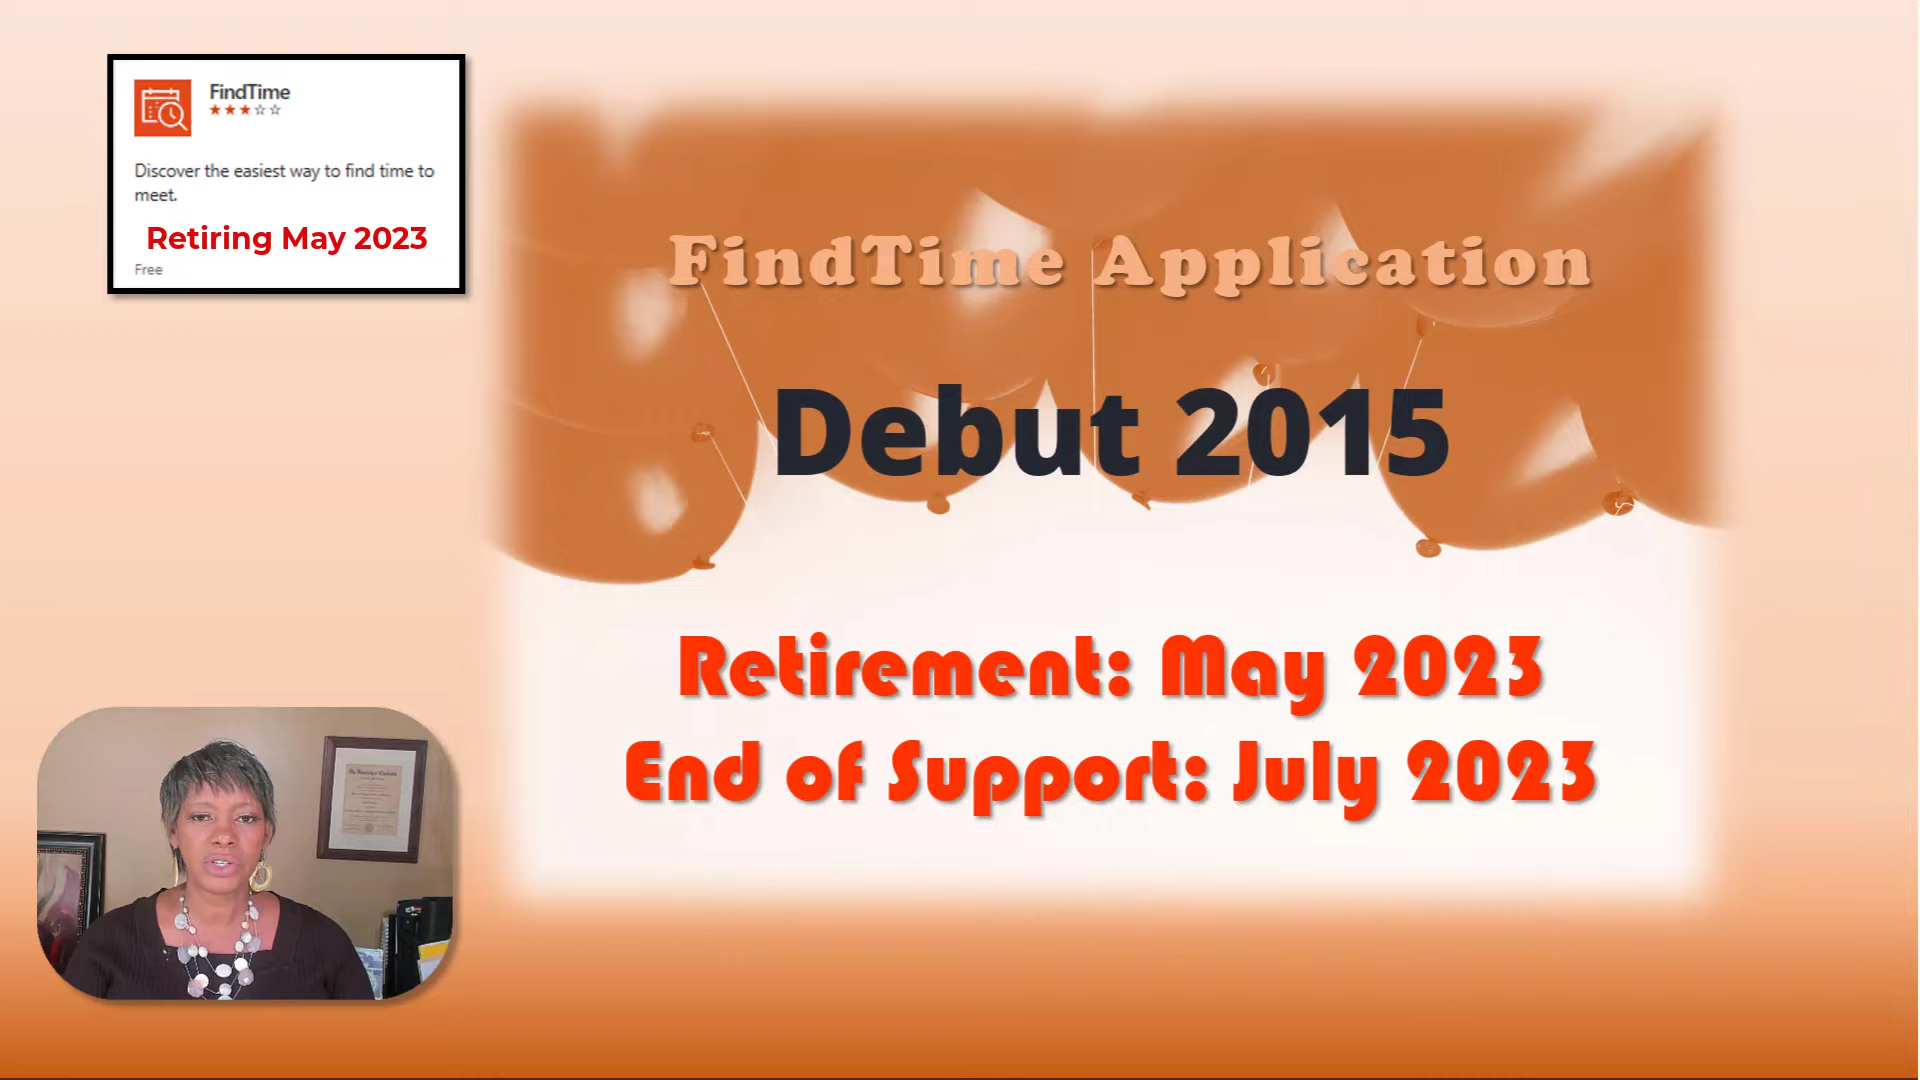 FindTime
Discover the easiest way to find time to
meet.
Retiring May 2023
Free
FindTime Application
Debut 2015
Retirement: May 2023
End of Support: July 2023